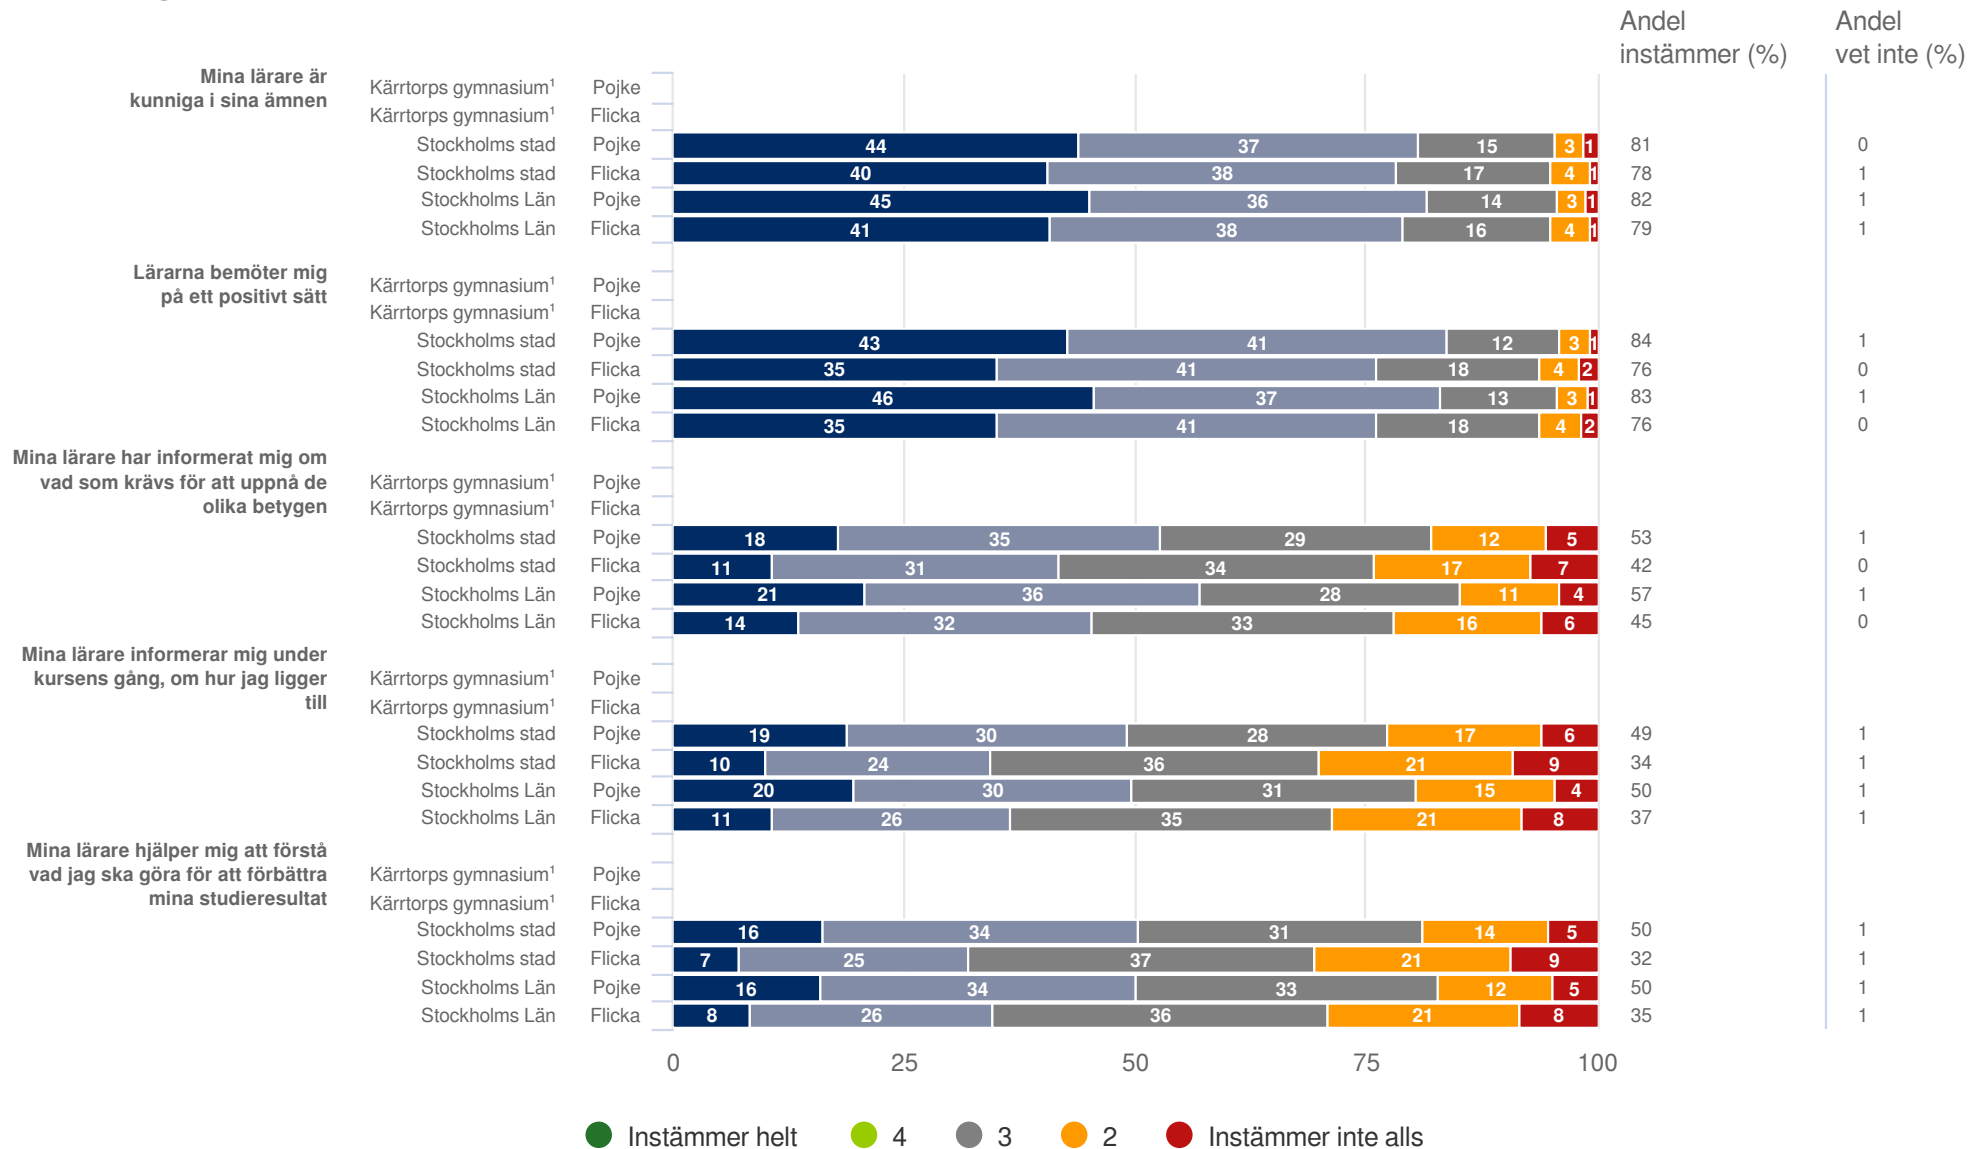 Andel
instämmer (%)
Andel
vet inte (%)
Mina lärare är
kunniga i sina ämnen
Kärrtorps gymnasium¹ Pojke
Kärrtorps gymnasium¹ Flicka
Stockholms stad Pojke 44 37 15 3 1 81 0
Stockholms stad Flicka 40 38 17 4 1 78 1
Stockholms Län Pojke 45 36 14 3 1 82 1
Stockholms Län Flicka 41 38 16 4 1 79 1
Lärarna bemöter mig
på ett positivt sätt
Kärrtorps gymnasium¹ Pojke
Kärrtorps gymnasium¹ Flicka
Stockholms stad Pojke 43 41 12 3 1 84 1
Stockholms stad Flicka 35 41 18 4 2 76 0
Stockholms Län Pojke 46 37 13 3 1 83 1
Stockholms Län Flicka 35 41 18 4 2 76 0
Mina lärare har informerat mig om
vad som krävs för att uppnå de
olika betygen
Kärrtorps gymnasium¹ Pojke
Kärrtorps gymnasium¹ Flicka
Stockholms stad Pojke 18 35 29 12 5 53 1
Stockholms stad Flicka 11 31 34 17 7 42 0
Stockholms Län Pojke 21 36 28 11 4 57 1
Stockholms Län Flicka 14 32 33 16 6 45 0
Mina lärare informerar mig under
kursens gång, om hur jag ligger
till
Kärrtorps gymnasium¹ Pojke
Kärrtorps gymnasium¹ Flicka
Stockholms stad Pojke 19 30 28 17 6 49 1
Stockholms stad Flicka 10 24 36 21 9 34 1
Stockholms Län Pojke 20 30 31 15 4 50 1
Stockholms Län Flicka 11 26 35 21 8 37 1
Mina lärare hjälper mig att förstå
vad jag ska göra för att förbättra
mina studieresultat
Kärrtorps gymnasium¹ Pojke
Kärrtorps gymnasium¹ Flicka
Stockholms stad Pojke 16 34 31 14 5 50 1
Stockholms stad Flicka 7 25 37 21 9 32 1
Stockholms Län Pojke 16 34 33 12 5 50 1
Stockholms Län Flicka 8 26 36 21 8 35 1
0 25 50 75 100
Instämmer helt 4 3 2 Instämmer inte alls